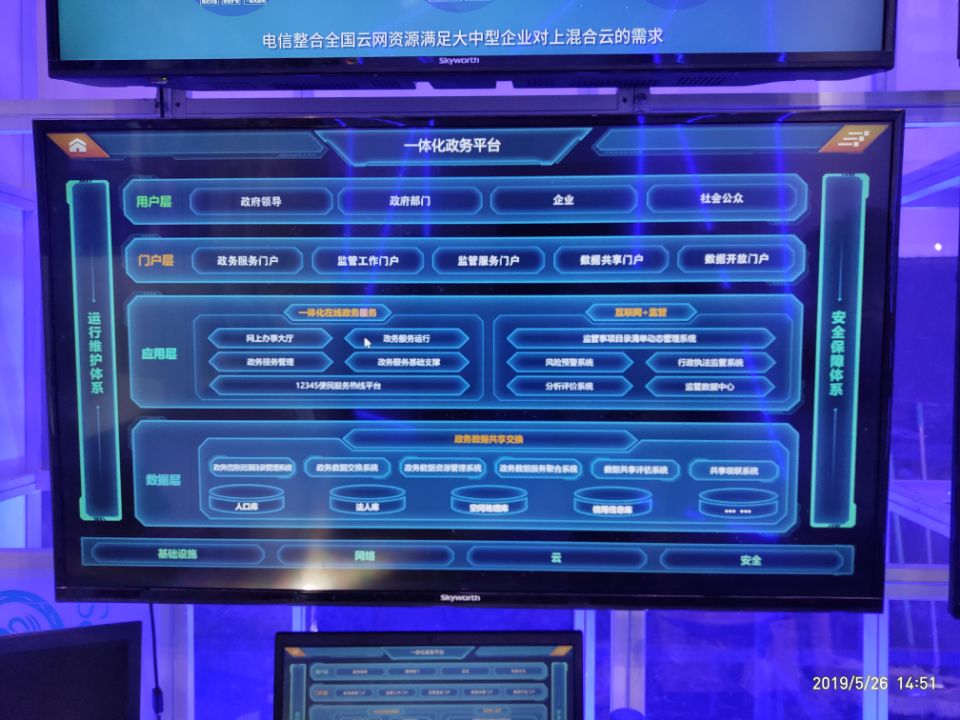 电信整合全国云网资源满足大中型企业对上混合云的需求
Skyworth
一体化政务平台
用户层 政府领导 政府部门 企业 社会公众
门户层 政务服务门户 监管工作门户 监管服务门户 数据共享门户 数据开放门户
运行维护体系
安全保障体系
应用层
一体化在线政务服务
网上办事大厅 政务服务运行
政务服务管理 政务服务基础支撑
12345便民服务热线平台
互联网+监管
监管事项目录清单动态管理系统
风险预警系统 行政执法监管系统
分析评价系统 监管数据中心
数据层
政务数据共享交换
政务信息资源目录管理系统 政务数据交换系统 政务数据资源管理系统 政务数据服务聚合系统 数据共享评估系统 共享级联系统
人口库 法人库 空间地理库 信用信息库 ... ...
基础设施 网络 云 安全
Skyworth
一体化政务平台
2019/5/26 14:51